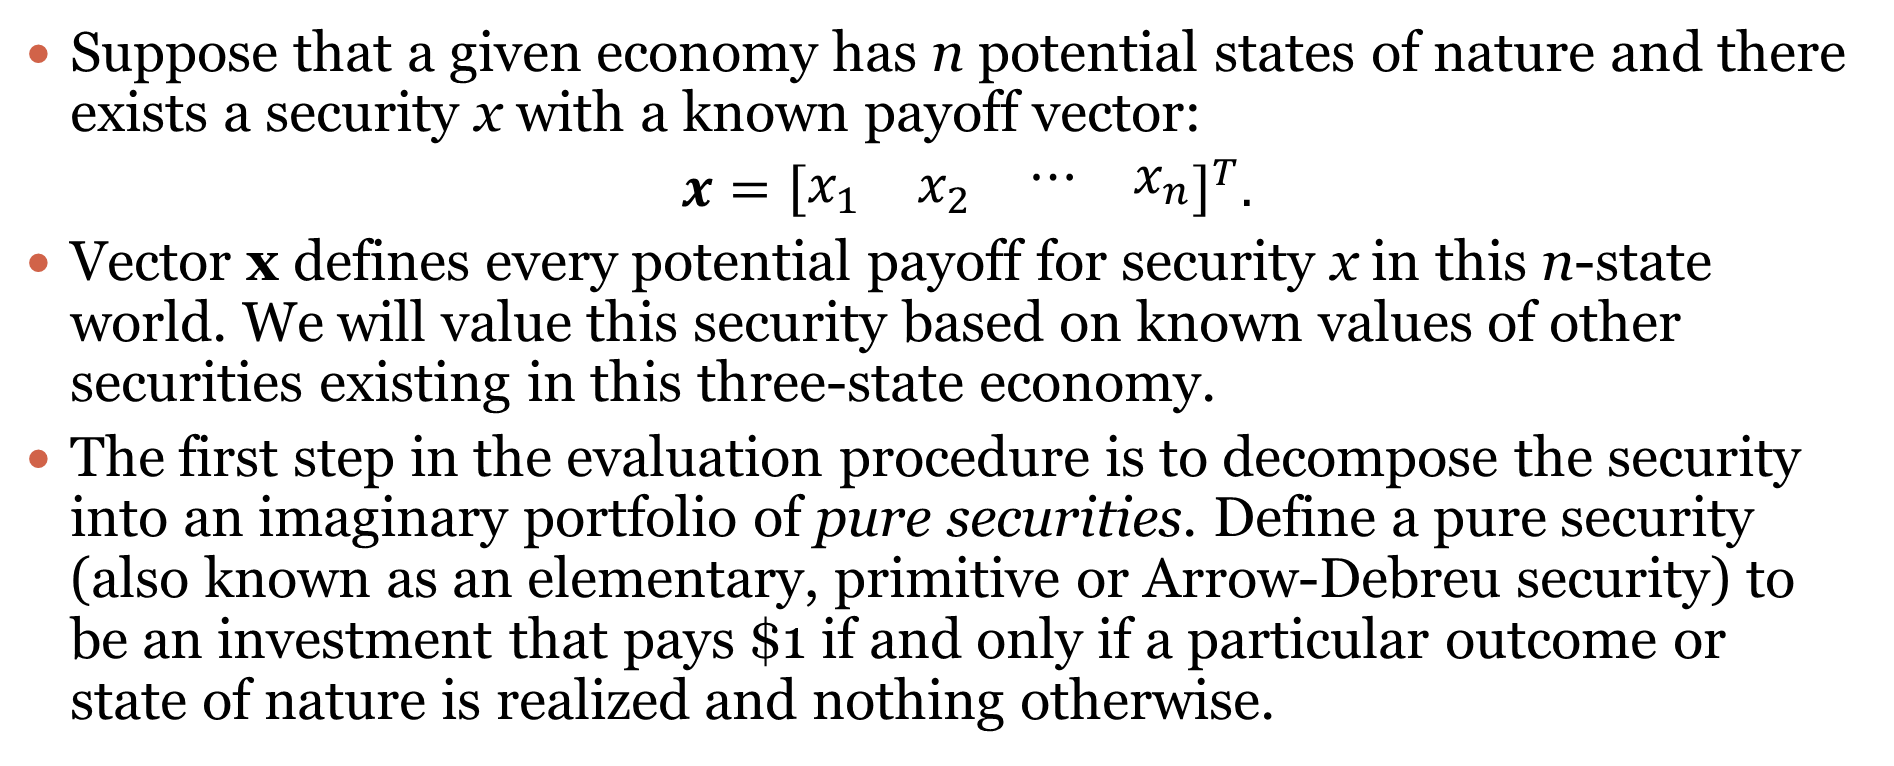 • Suppose that a given economy has n potential states of nature and there
exists a security x with a known payoff vector:
x = [x₁ x₂ ⋯ xₙ]ᵀ.
• Vector x defines every potential payoff for security x in this n-state
world. We will value this security based on known values of other
securities existing in this three-state economy.
• The first step in the evaluation procedure is to decompose the security
into an imaginary portfolio of pure securities. Define a pure security
(also known as an elementary, primitive or Arrow-Debreu security) to
be an investment that pays $1 if and only if a particular outcome or
state of nature is realized and nothing otherwise.